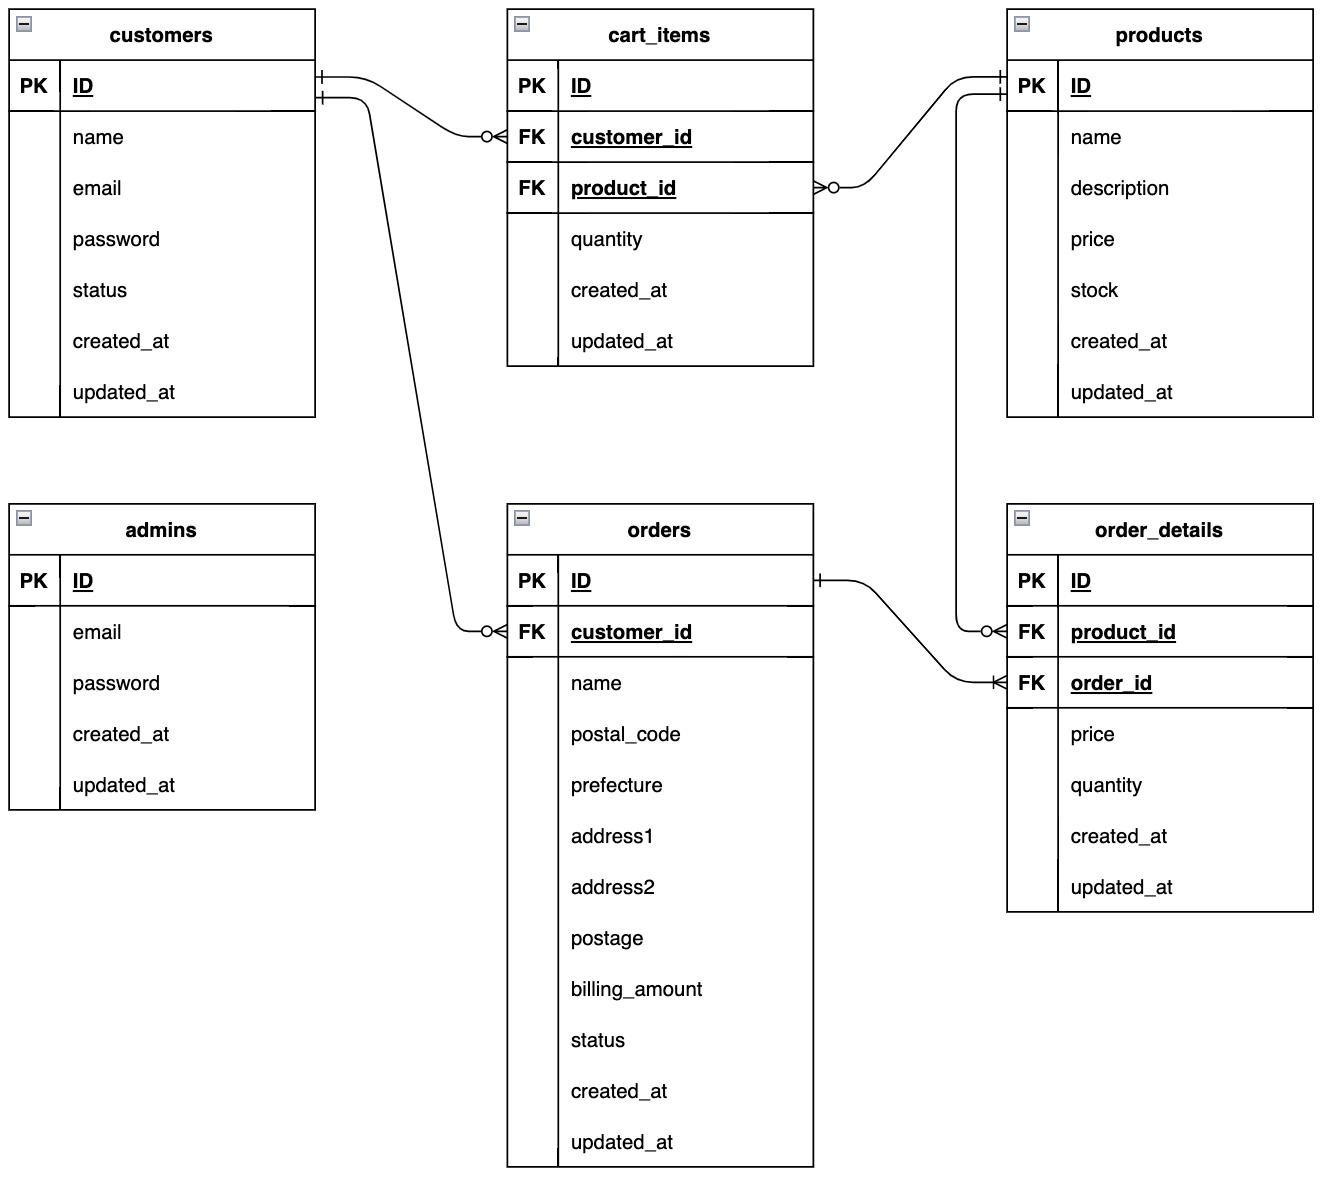 customers
PK ID
name
email
password
status
created_at
updated_at
cart_items
PK ID
FK customer_id
FK product_id
quantity
created_at
updated_at
products
PK ID
name
description
price
stock
created_at
updated_at
admins
PK ID
email
password
created_at
updated_at
orders
PK ID
FK customer_id
name
postal_code
prefecture
address1
address2
postage
billing_amount
status
created_at
updated_at
order_details
PK ID
FK product_id
FK order_id
price
quantity
created_at
updated_at